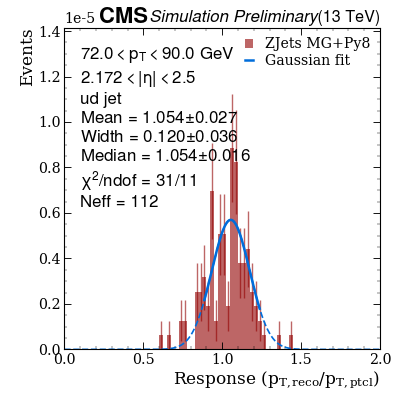 1e-5 CMS Simulation Preliminary (13 TeV)
Events
72.0 < p_T < 90.0 GeV
2.172 < |η| < 2.5
ud jet
Mean = 1.054±0.027
Width = 0.120±0.036
Median = 1.054±0.016
χ²/ndof = 31/11
Neff = 112
ZJets MG+Py8
Gaussian fit
1.4
1.2
1.0
0.8
0.6
0.4
0.2
0.0
0.0 0.5 1.0 1.5 2.0
Response (p_T,reco/p_T,ptcl)